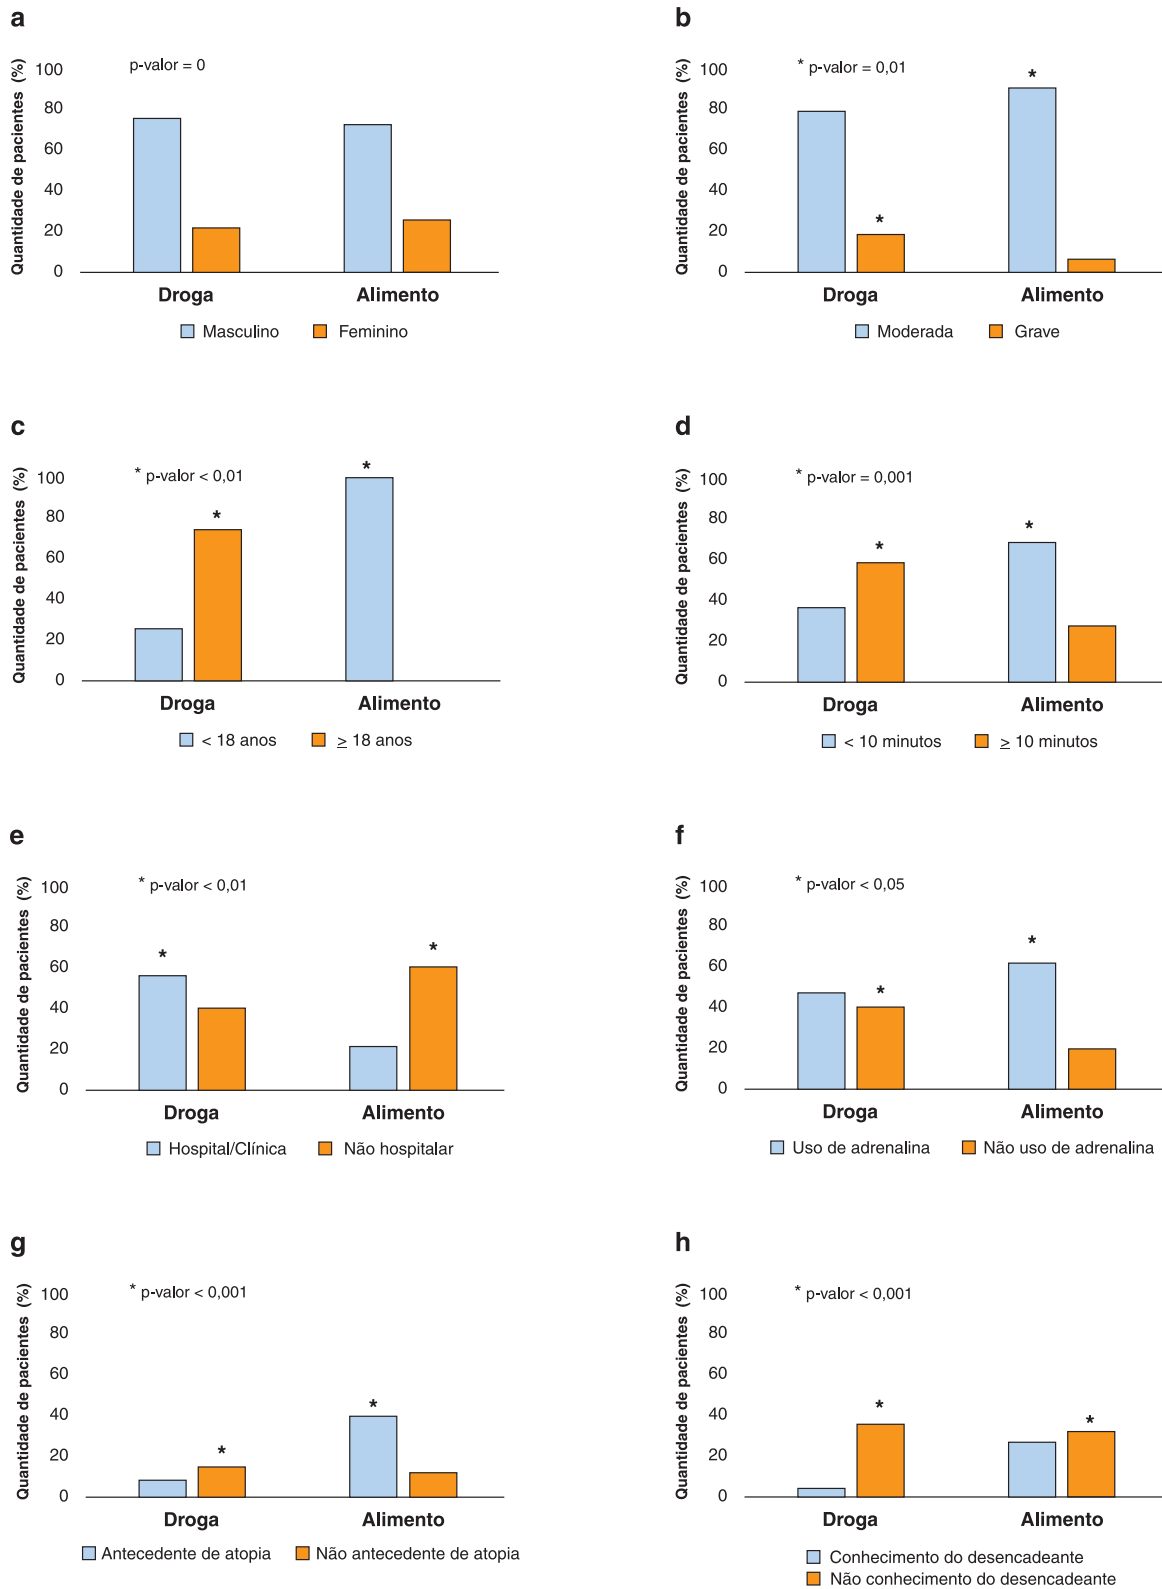 a
Quantidade de pacientes (%)
p-valor = 0
100
80
60
40
20
0
Droga Alimento
Masculino Feminino
b
Quantidade de pacientes (%)
* p-valor = 0,01
100
80
60
40
20
0
*
*
Droga Alimento
Moderada Grave
c
Quantidade de pacientes (%)
* p-valor < 0,01
100
80
60
40
20
0
*
*
Droga Alimento
< 18 anos ≥ 18 anos
d
Quantidade de pacientes (%)
* p-valor = 0,001
100
80
60
40
20
0
*
*
Droga Alimento
< 10 minutos ≥ 10 minutos
e
Quantidade de pacientes (%)
* p-valor < 0,01
100
80
60
40
20
0
*
*
Droga Alimento
Hospital/Clínica Não hospitalar
f
Quantidade de pacientes (%)
* p-valor < 0,05
100
80
60
40
20
0
*
*
Droga Alimento
Uso de adrenalina Não uso de adrenalina
g
Quantidade de pacientes (%)
* p-valor < 0,001
100
80
60
40
20
0
*
*
Droga Alimento
Antecedente de atopia Não antecedente de atopia
h
Quantidade de pacientes (%)
* p-valor < 0,001
100
80
60
40
20
0
*
*
Droga Alimento
Conhecimento do desencadeante
Não conhecimento do desencadeante